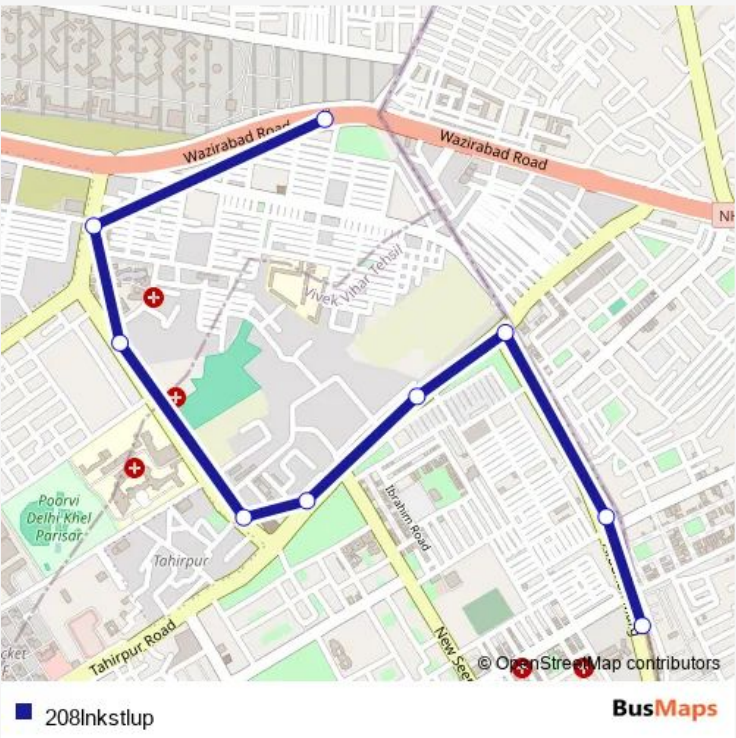 Wazirabad Road
Wazirabad Road
NH
Vivek Vihar Tehsil
Poorvi
Delhi Khel
Parisar
Ibrahim Road
Tahirpur
Tahirpur Road
New See
© OpenStreetMap contributors
208lnkstlup
BusMaps